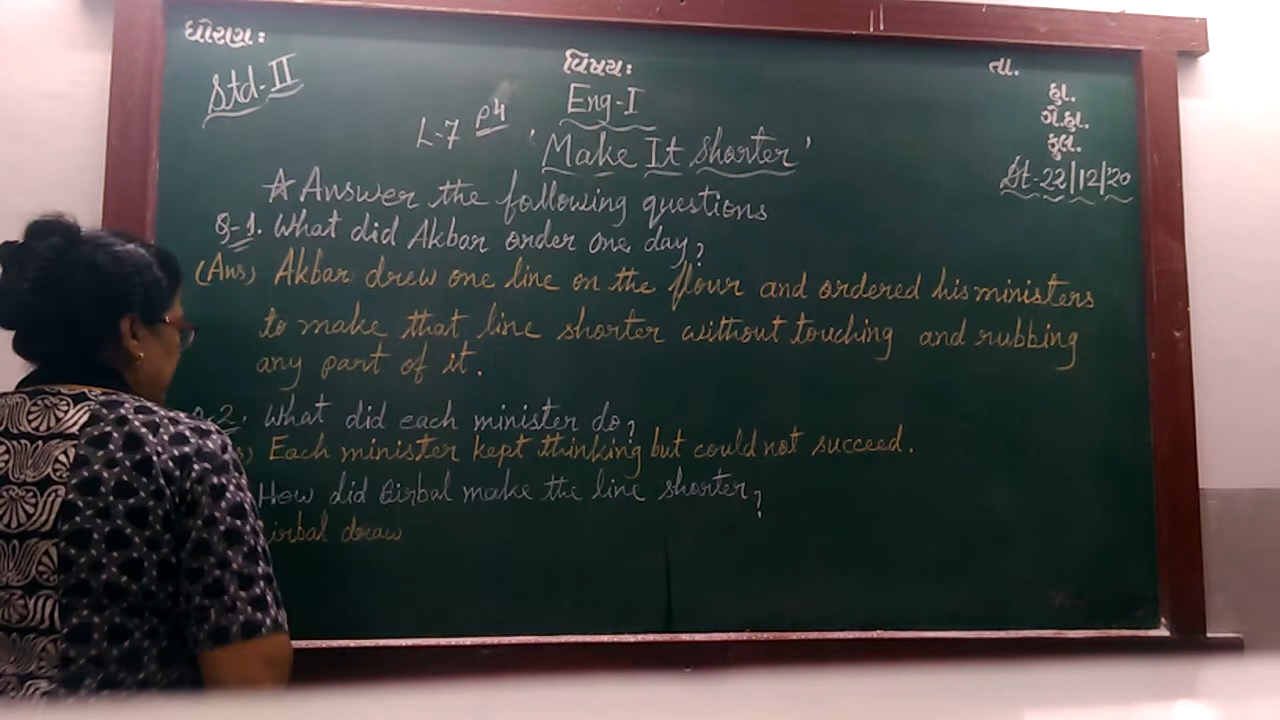 ધોરણ:
વિષય:
તા.
Std-II
Eng-I
હા.
ગે.હા.
કુલ.
L-7 P4 'Make It Shorter'
Dt-22/12/'20
☆ Answer the following questions
Q-1. What did Akbar order one day?
(Ans) Akbar drew one line on the flour and ordered his ministers
to make that line shorter without touching and rubbing
any part of it.
2. What did each minister do?
) Each minister kept thinking but could not succeed.
How did Birbal make the line shorter?
irbal draw